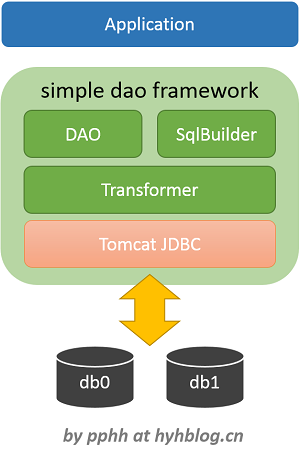 Application
simple dao framework
DAO
SqlBuilder
Transformer
Tomcat JDBC
db0
db1
by pphh at hyhblog.cn